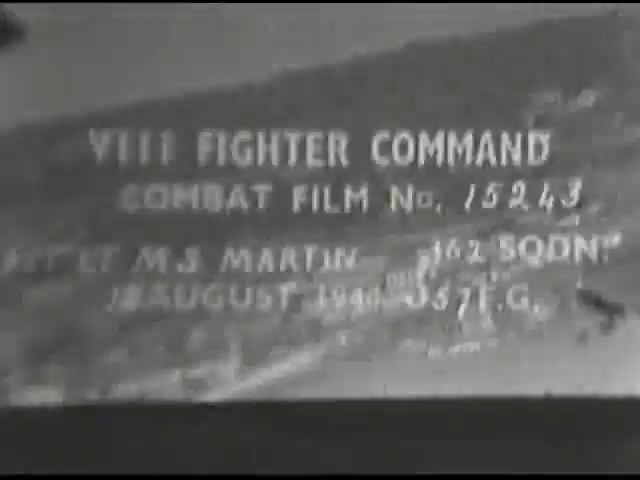 VIII FIGHTER COMMAND
COMBAT FILM No. 15243
LT M.S MARTIN 362 SQDN.
18 AUGUST 1944 357 F.G.